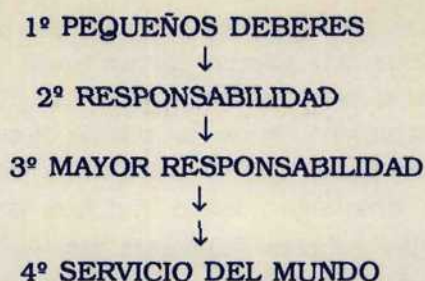 1º PEQUEÑOS DEBERES
↓
2º RESPONSABILIDAD
↓
3º MAYOR RESPONSABILIDAD
↓
↓
4º SERVICIO DEL MUNDO